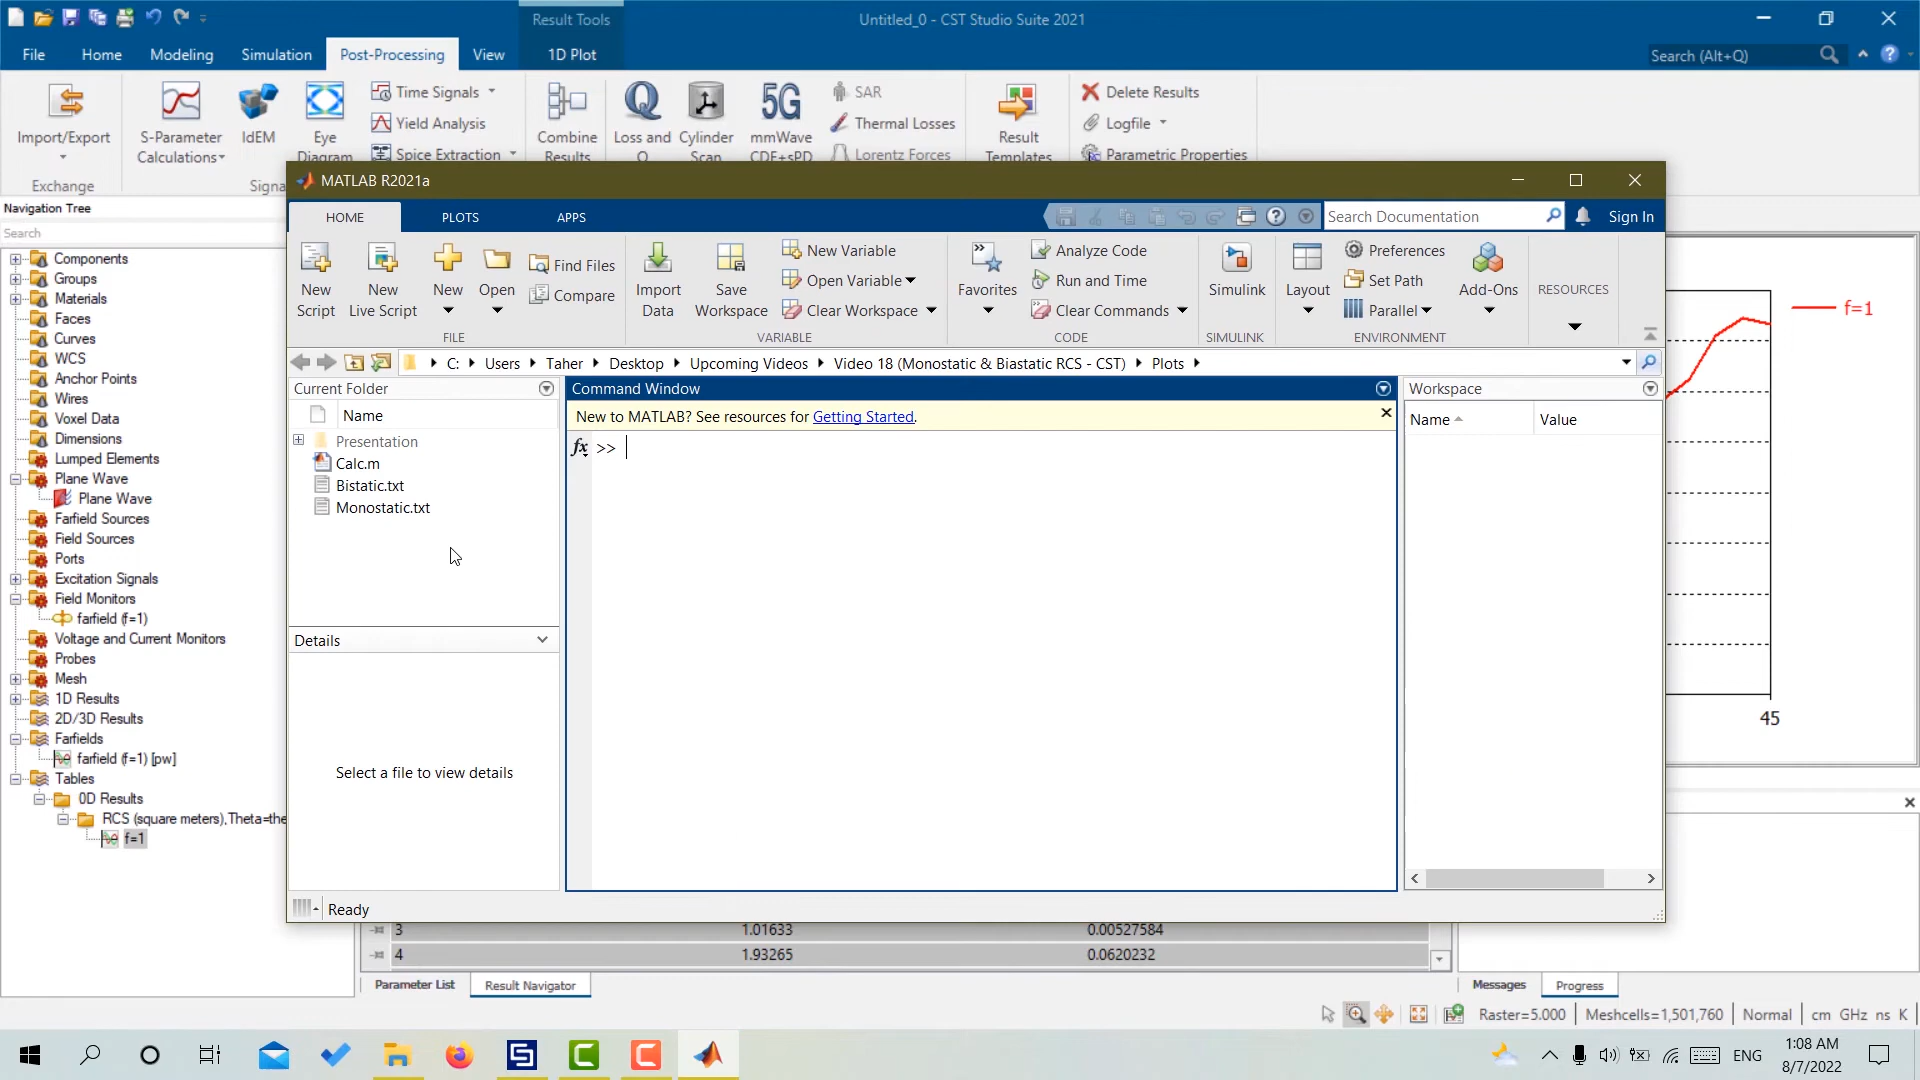 Result Tools
Untitled_0 - CST Studio Suite 2021
File
Home
Modeling
Simulation
Post-Processing
View
1D Plot
Search (Alt+Q)
Import/Export
Exchange
S-Parameter
Calculations
IdEM
Eye
Diagram
Time Signals
Yield Analysis
Spice Extraction
Signa
Combine
Results
Loss and
Q
Cylinder
Scan
5G
mmWave
CDF+sPD
SAR
Thermal Losses
Lorentz Forces
Result
Templates
Delete Results
Logfile
Parametric Properties
Navigation Tree
Search
Components
Groups
Materials
Faces
Curves
WCS
Anchor Points
Wires
Voxel Data
Dimensions
Lumped Elements
Plane Wave
Plane Wave
Farfield Sources
Field Sources
Ports
Excitation Signals
Field Monitors
farfield (f=1)
Voltage and Current Monitors
Probes
Mesh
1D Results
2D/3D Results
Farfields
farfield (f=1) [pw]
Tables
0D Results
RCS (square meters),Theta=the
f=1
MATLAB R2021a
HOME
PLOTS
APPS
Search Documentation
Sign In
New
Script
New
Live Script
New
Open
Find Files
Compare
FILE
Import
Data
Save
Workspace
New Variable
Open Variable
Clear Workspace
VARIABLE
Favorites
Analyze Code
Run and Time
Clear Commands
CODE
Simulink
SIMULINK
Layout
Preferences
Set Path
Parallel
Add-Ons
ENVIRONMENT
RESOURCES
C: Users Taher Desktop Upcoming Videos Video 18 (Monostatic & Biastatic RCS - CST) Plots
Current Folder
Name
Presentation
Calc.m
Bistatic.txt
Monostatic.txt
Details
Select a file to view details
Command Window
New to MATLAB? See resources for Getting Started.
fx >>
Workspace
Name
Value
Ready
f=1
45
3 1.01633 0.00527584
4 1.93265 0.0620232
Parameter List
Result Navigator
Messages
Progress
Raster=5.000
Meshcells=1,501,760
Normal
cm GHz ns K
ENG
1:08 AM
8/7/2022